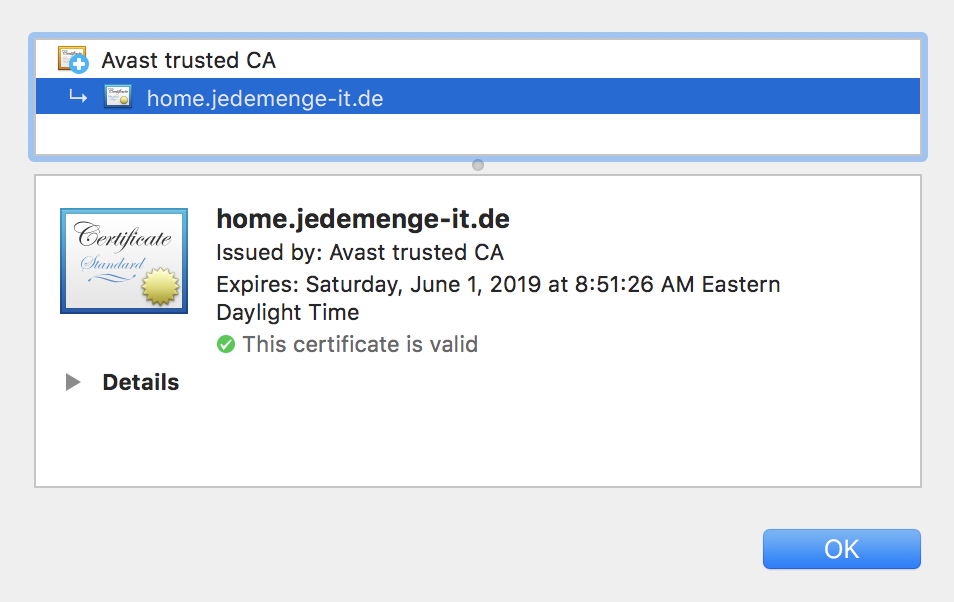 Avast trusted CA
home.jedemenge-it.de
Certificate
Standard
home.jedemenge-it.de
Issued by: Avast trusted CA
Expires: Saturday, June 1, 2019 at 8:51:26 AM Eastern
Daylight Time
This certificate is valid
Details
OK